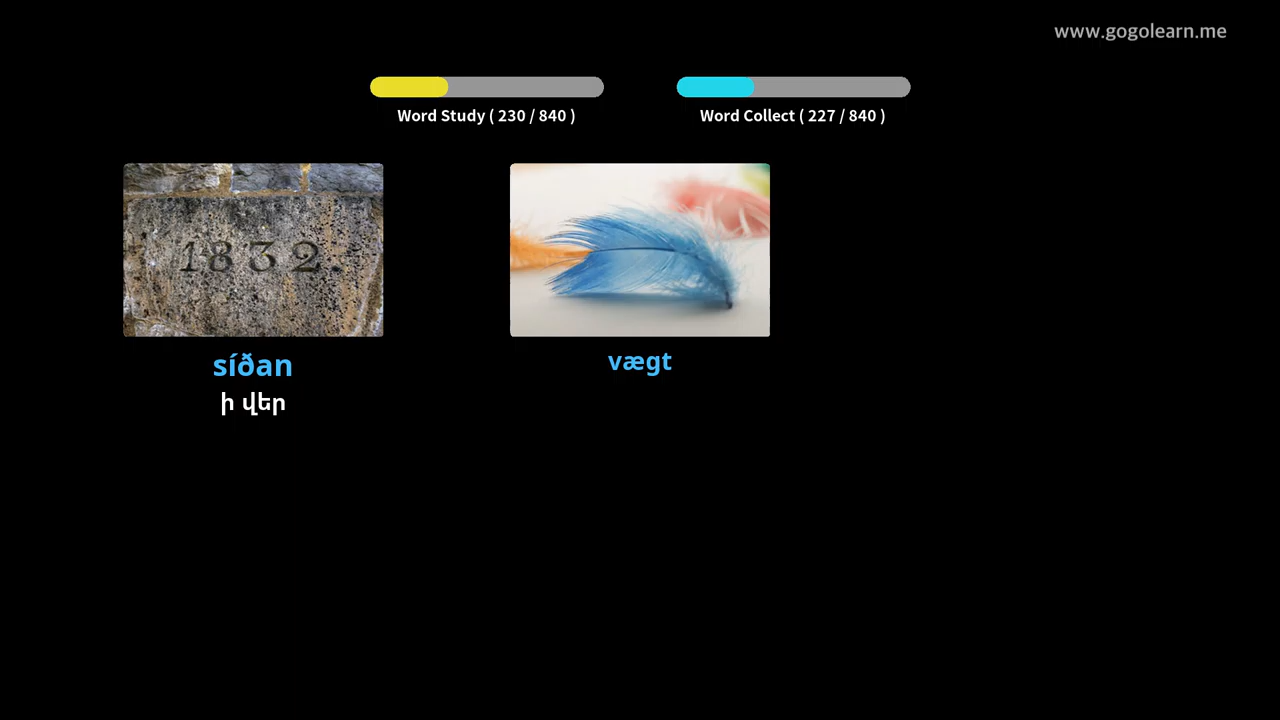 www.gogolearn.me
Word Study ( 230 / 840 )
Word Collect ( 227 / 840 )
1832.
síðan
ի վեր
vægt